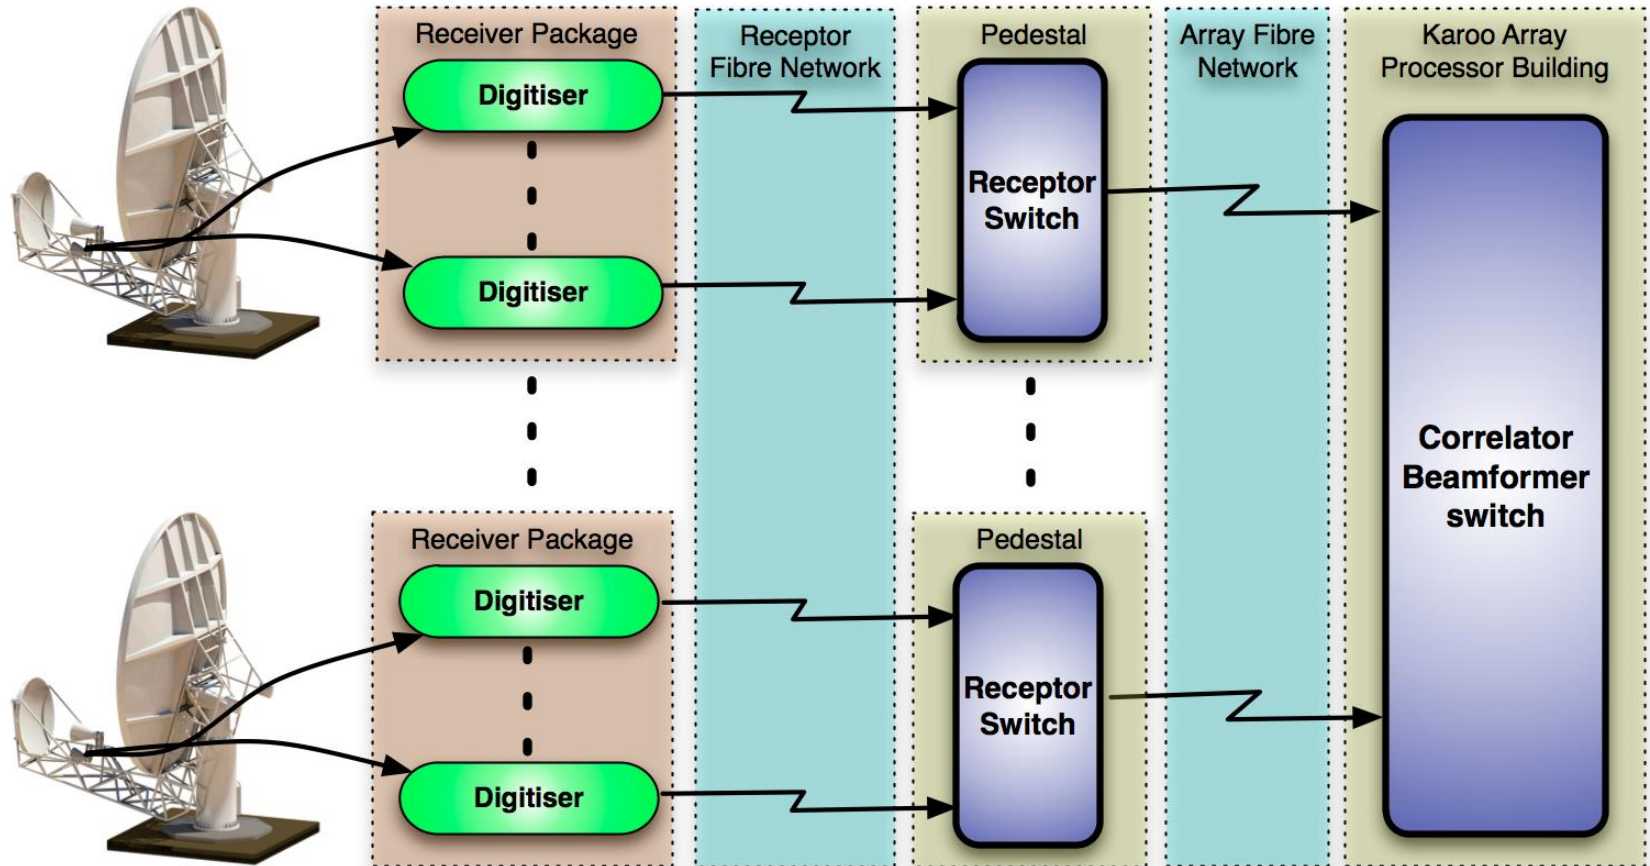 Receiver Package
Digitiser
Digitiser
Receptor
Fibre Network
Pedestal
Receptor
Switch
Array Fibre
Network
Karoo Array
Processor Building
Correlator
Beamformer
switch
Receiver Package
Digitiser
Digitiser
Pedestal
Receptor
Switch